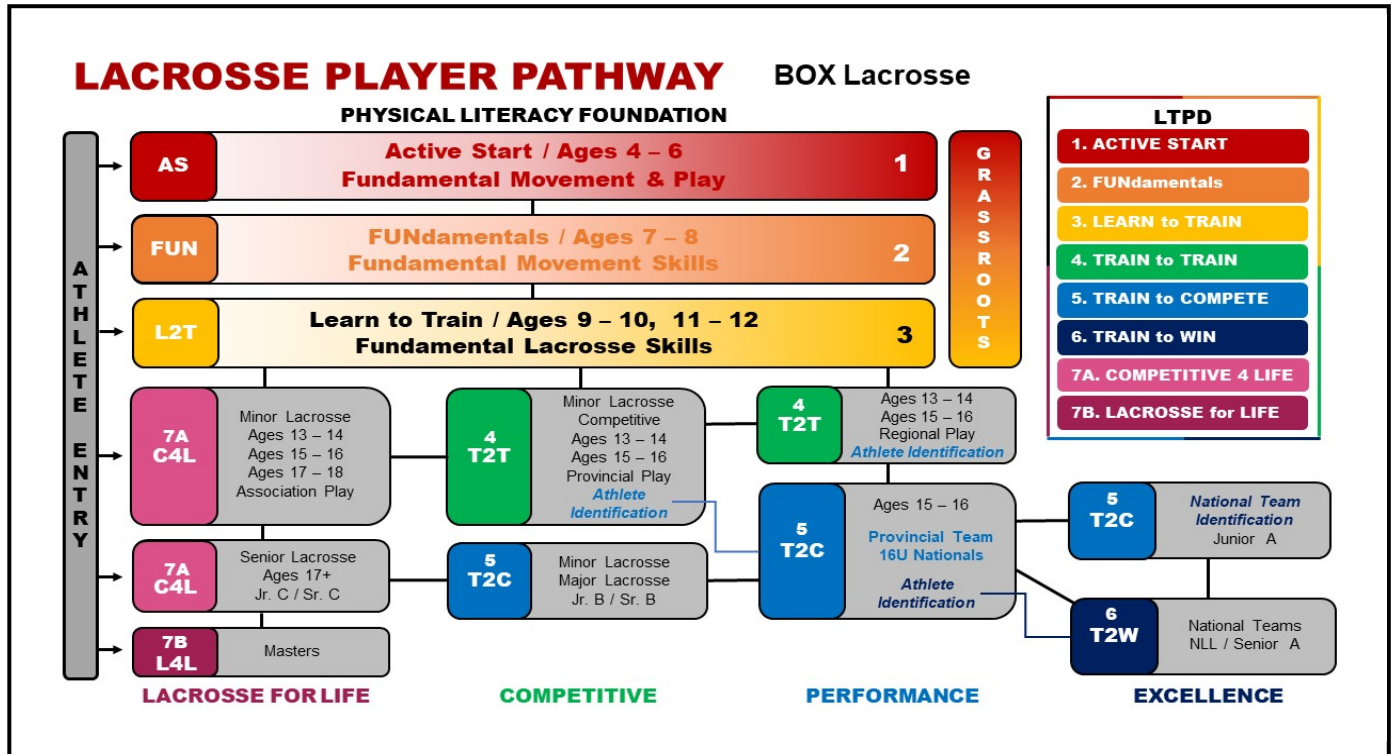 LACROSSE PLAYER PATHWAY
BOX Lacrosse
PHYSICAL LITERACY FOUNDATION
ATHLETE ENTRY
AS
Active Start / Ages 4 – 6
Fundamental Movement & Play
1
FUN
FUNdamentals / Ages 7 – 8
Fundamental Movement Skills
2
L2T
Learn to Train / Ages 9 – 10, 11 – 12
Fundamental Lacrosse Skills
3
GRASSROOTS
LTPD
1. ACTIVE START
2. FUNdamentals
3. LEARN to TRAIN
4. TRAIN to TRAIN
5. TRAIN to COMPETE
6. TRAIN to WIN
7A. COMPETITIVE 4 LIFE
7B. LACROSSE for LIFE
7A
C4L
Minor Lacrosse
Ages 13 – 14
Ages 15 – 16
Ages 17 – 18
Association Play
4
T2T
Minor Lacrosse
Competitive
Ages 13 – 14
Ages 15 – 16
Provincial Play
Athlete
Identification
4
T2T
Ages 13 – 14
Ages 15 – 16
Regional Play
Athlete Identification
7A
C4L
Senior Lacrosse
Ages 17+
Jr. C / Sr. C
5
T2C
Minor Lacrosse
Major Lacrosse
Jr. B / Sr. B
5
T2C
Ages 15 – 16
Provincial Team
16U Nationals
Athlete
Identification
5
T2C
National Team
Identification
Junior A
6
T2W
National Teams
NLL / Senior A
7B
L4L
Masters
LACROSSE FOR LIFE
COMPETITIVE
PERFORMANCE
EXCELLENCE